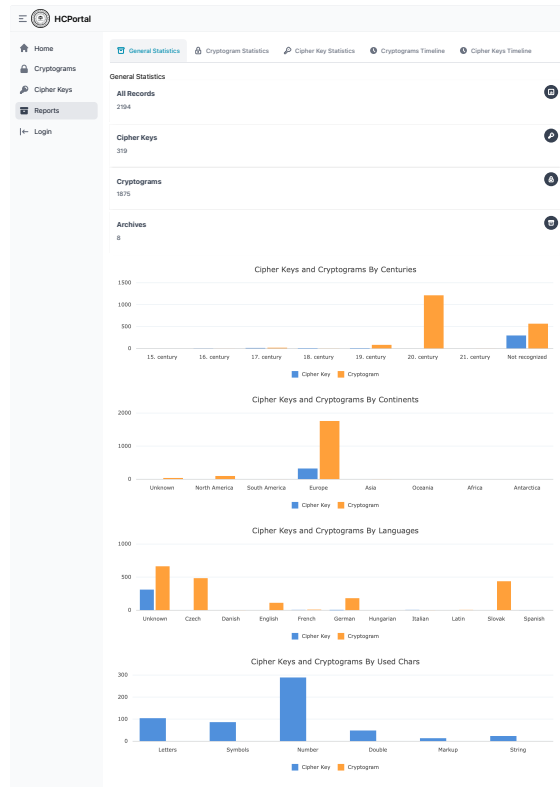 HCPortal
Home
Cryptograms
Cipher Keys
Reports
Login
General Statistics Cryptogram Statistics Cipher Key Statistics Cryptograms Timeline Cipher Keys Timeline
General Statistics
All Records
2194
Cipher Keys
319
Cryptograms
1875
Archives
8
Cipher Keys and Cryptograms By Centuries
1500
1000
500
0
15. century 16. century 17. century 18. century 19. century 20. century 21. century Not recognized
Cipher Key Cryptogram
Cipher Keys and Cryptograms By Continents
2000
1000
0
Unknown North America South America Europe Asia Oceania Africa Antarctica
Cipher Key Cryptogram
Cipher Keys and Cryptograms By Languages
1000
500
0
Unknown Czech Danish English French German Hungarian Italian Latin Slovak Spanish
Cipher Key Cryptogram
Cipher Keys and Cryptograms By Used Chars
300
200
100
0
Letters Symbols Number Double Markup String
Cipher Key Cryptogram